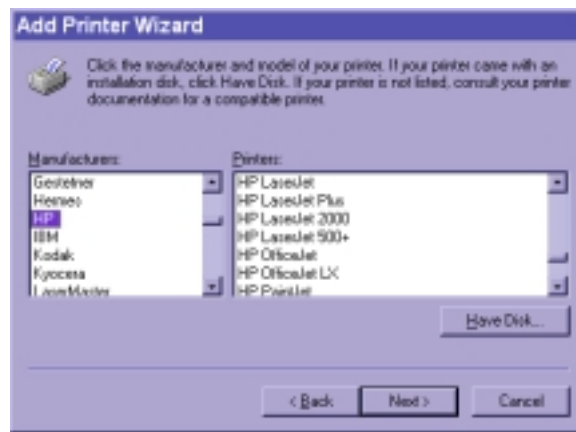 Add Printer Wizard
Click the manufacturer and model of your printer. If your printer came with an
installation disk, click Have Disk. If your printer is not listed, consult your printer
documentation for a compatible printer.
Manufacturers:
Gestetner
Hermes
HP
IBM
Kodak
Kyocera
LaserMaster
Printers:
HP LaserJet
HP LaserJet Plus
HP LaserJet 2000
HP LaserJet 500+
HP OfficeJet
HP OfficeJet LX
HP PaintJet
Have Disk...
< Back
Next >
Cancel